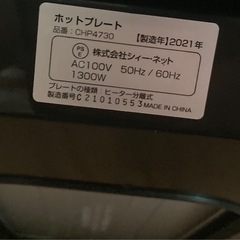 ホットプレート
品番：CHP4730 【製造年】2021年
PSE 株式会社シィー・ネット
AC100V 50Hz / 60Hz
1300W
プレートの種類：ヒーター分離式
製造番号C21010553 MADE IN CHINA